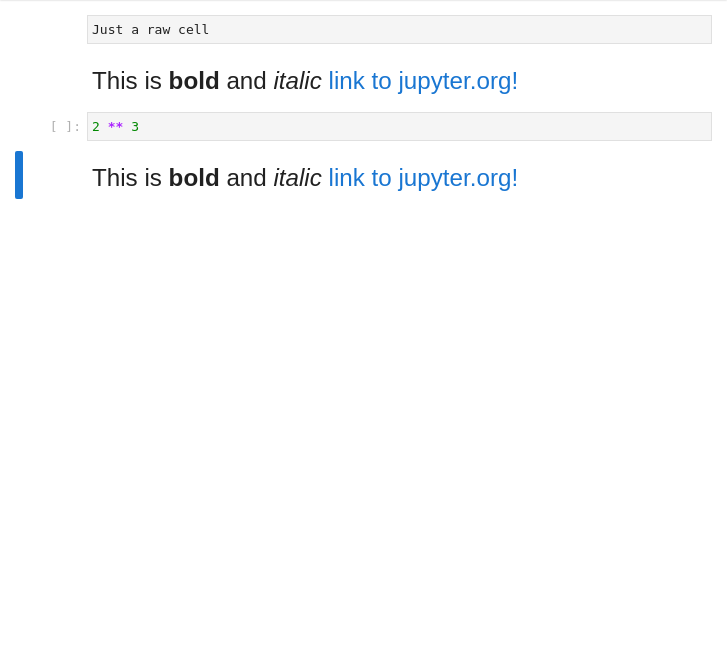 Just a raw cell
This is bold and italic link to jupyter.org!
[ ]: 2 ** 3
This is bold and italic link to jupyter.org!